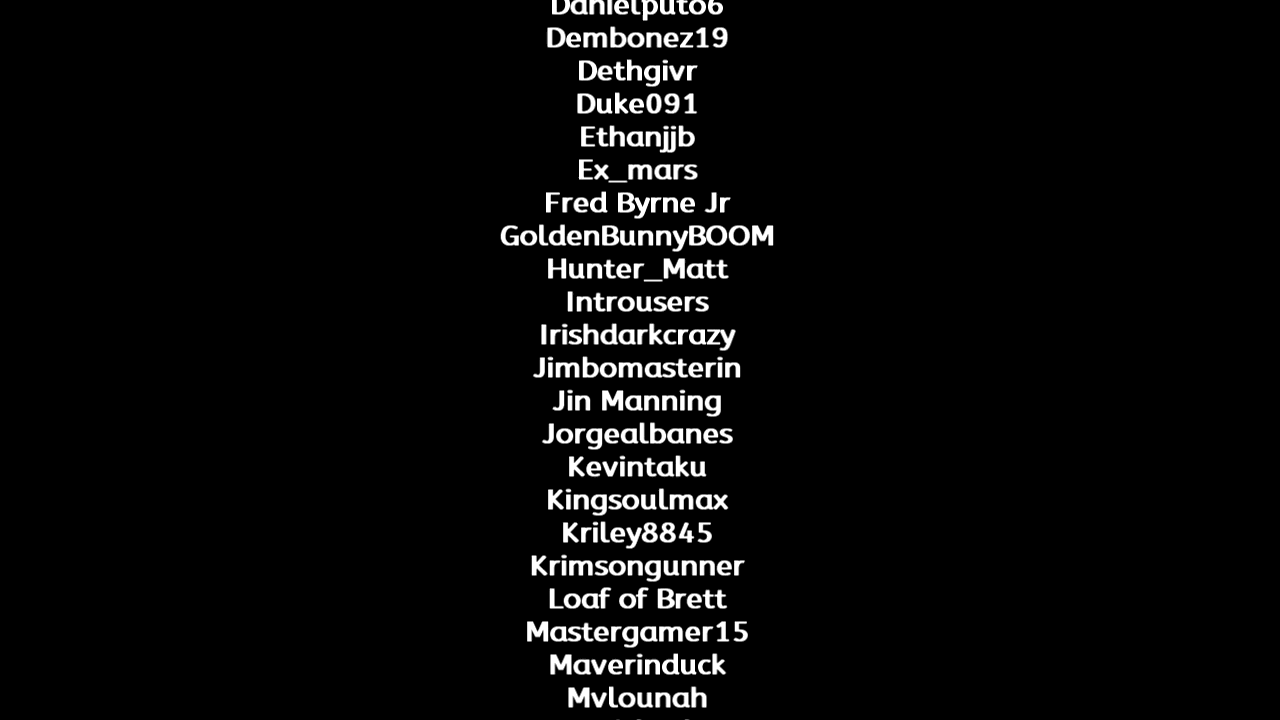 Danielputo6
Dembonez19
Dethgivr
Duke091
Ethanjjb
Ex_mars
Fred Byrne Jr
GoldenBunnyBOOM
Hunter_Matt
Introusers
Irishdarkcrazy
Jimbomasterin
Jin Manning
Jorgealbanes
Kevintaku
Kingsoulmax
Kriley8845
Krimsongunner
Loaf of Brett
Mastergamer15
Maverinduck
Mvlounah